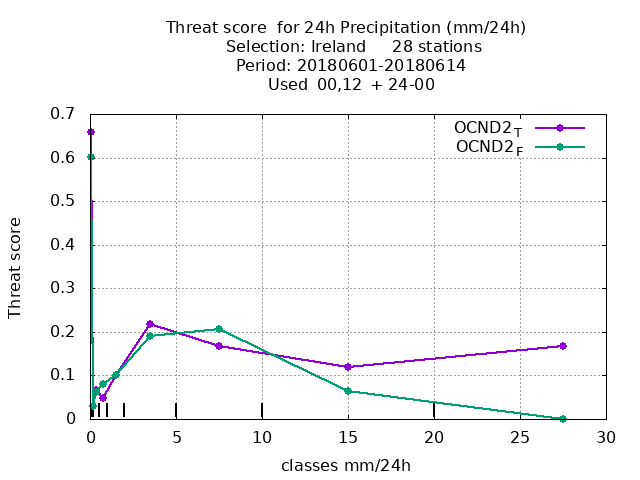 Threat score  for 24h Precipitation (mm/24h)
Selection: Ireland     28 stations
Period: 20180601-20180614
Used  00,12  + 24-00
OCND2_T
OCND2_F
0.7
0.6
0.5
0.4
0.3
0.2
0.1
0
Threat score
0 5 10 15 20 25 30
classes mm/24h